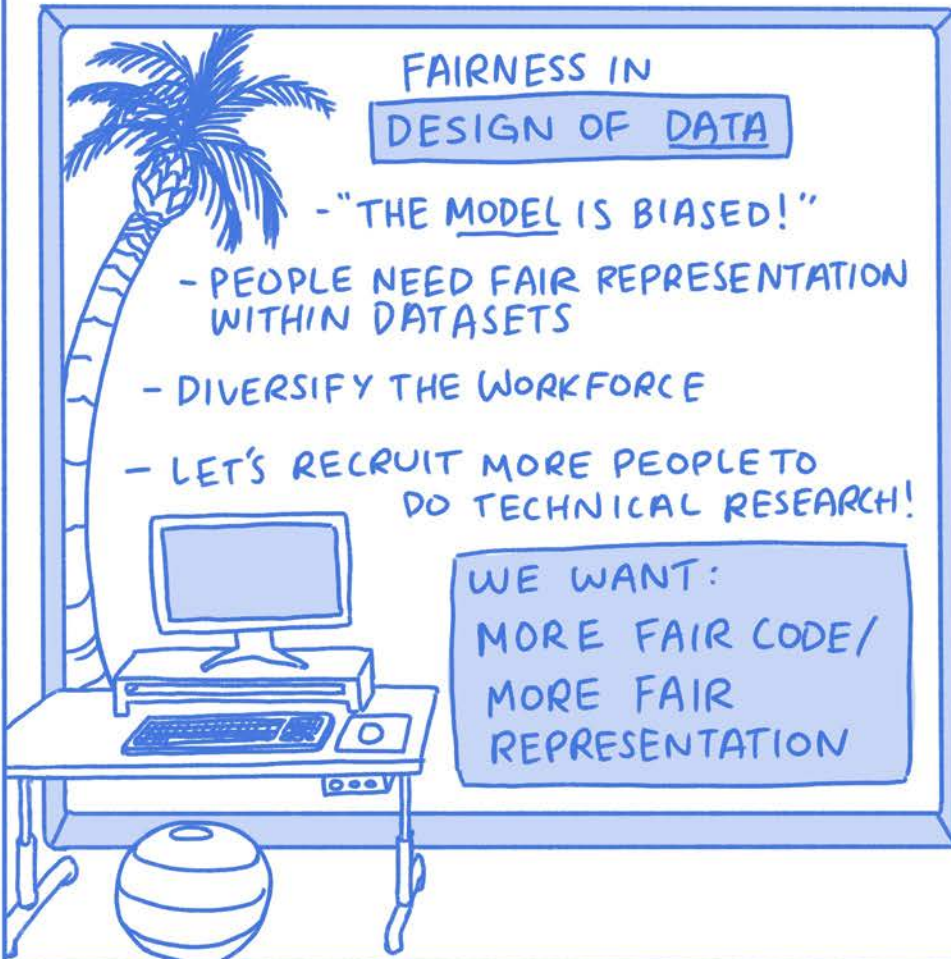 FAIRNESS IN
DESIGN OF DATA
- "THE MODEL IS BIASED!"
- PEOPLE NEED FAIR REPRESENTATION
WITHIN DATASETS
- DIVERSIFY THE WORKFORCE
- LET'S RECRUIT MORE PEOPLE TO
DO TECHNICAL RESEARCH!
WE WANT:
MORE FAIR CODE/
MORE FAIR
REPRESENTATION